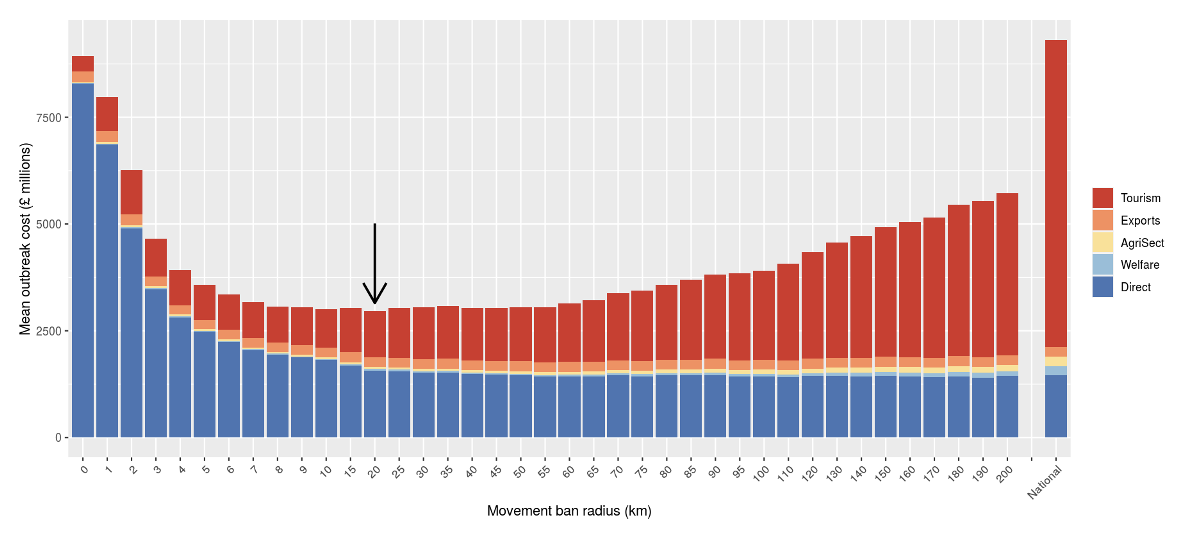 Mean outbreak cost (£ millions)
7500
5000
2500
0
0 1 2 3 4 5 6 7 8 9 10 15 20 25 30 35 40 45 50 55 60 65 70 75 80 85 90 95 100 110 120 130 140 150 160 170 180 190 200 National
Movement ban radius (km)
Tourism
Exports
AgriSect
Welfare
Direct